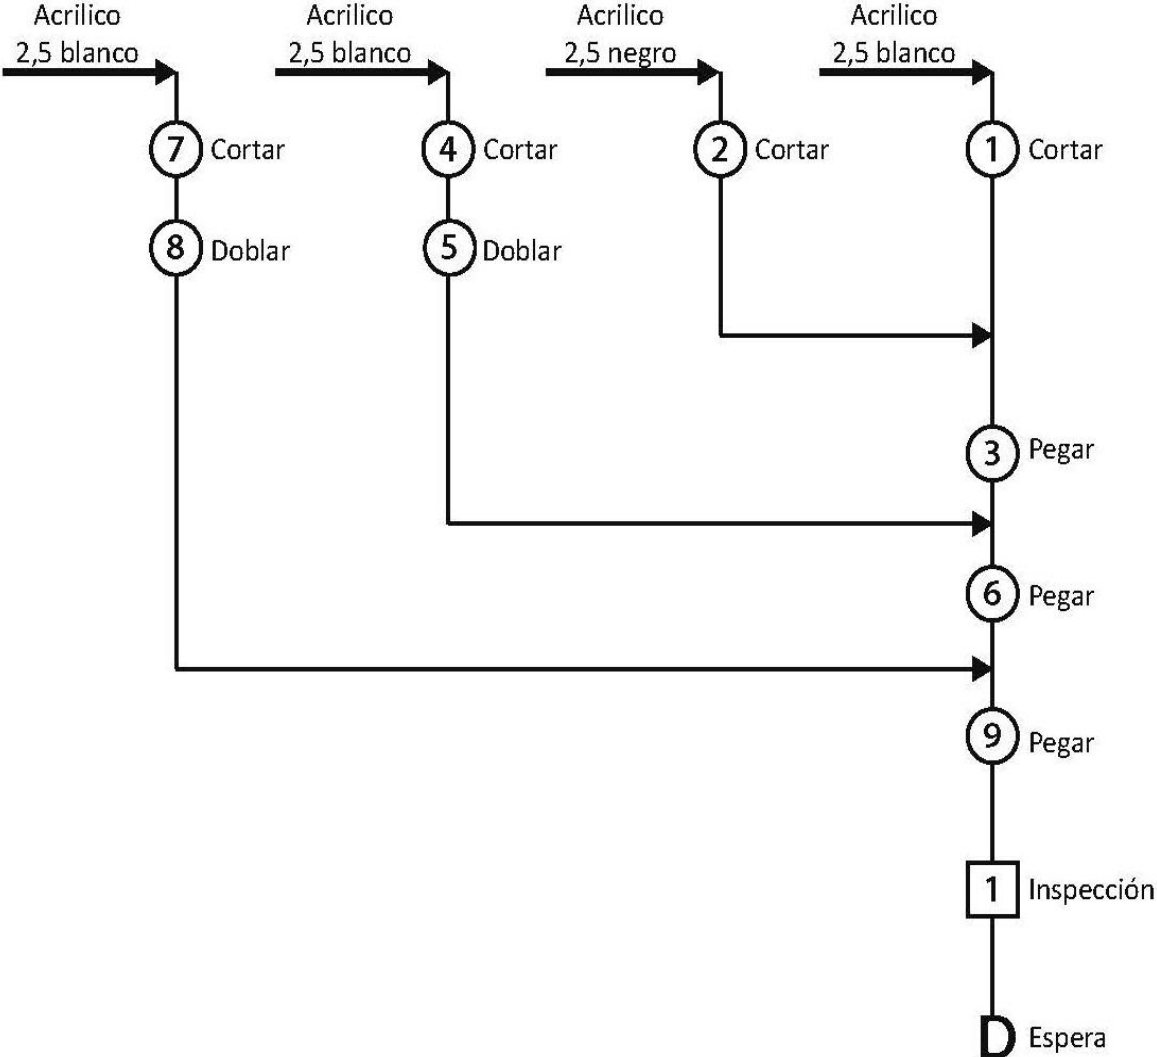 Acrilico
2,5 blanco
Acrilico
2,5 blanco
Acrilico
2,5 negro
Acrilico
2,5 blanco
7 Cortar
4 Cortar
2 Cortar
1 Cortar
8 Doblar
5 Doblar
3 Pegar
6 Pegar
9 Pegar
1 Inspección
D Espera